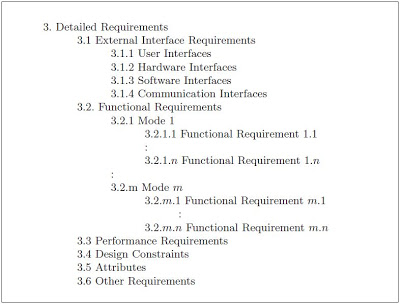 3. Detailed Requirements
3.1 External Interface Requirements
3.1.1 User Interfaces
3.1.2 Hardware Interfaces
3.1.3 Software Interfaces
3.1.4 Communication Interfaces
3.2. Functional Requirements
3.2.1 Mode 1
3.2.1.1 Functional Requirement 1.1
:
3.2.1.n Functional Requirement 1.n
:
3.2.m Mode m
3.2.m.1 Functional Requirement m.1
:
3.2.m.n Functional Requirement m.n
3.3 Performance Requirements
3.4 Design Constraints
3.5 Attributes
3.6 Other Requirements